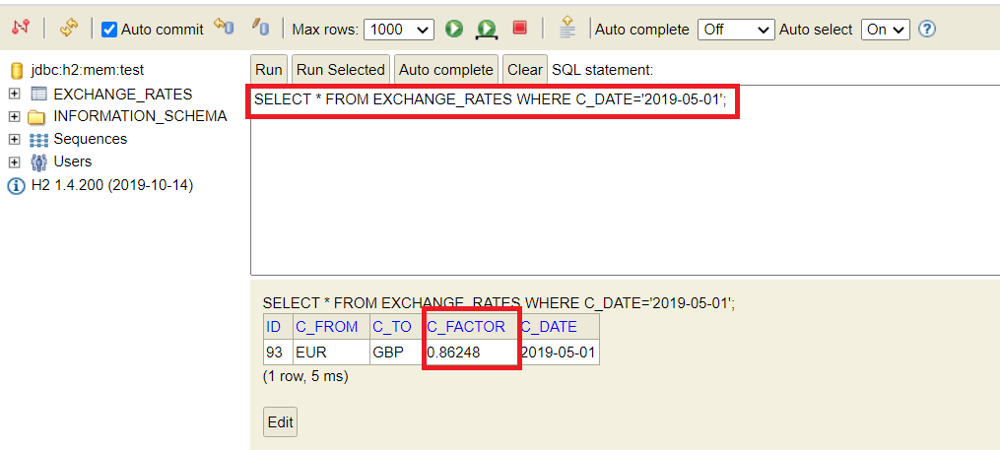 Auto commit Max rows: 1000 Auto complete Off Auto select On ?
jdbc:h2:mem:test
EXCHANGE_RATES
INFORMATION_SCHEMA
Sequences
Users
H2 1.4.200 (2019-10-14)
Run Run Selected Auto complete Clear SQL statement:
SELECT * FROM EXCHANGE_RATES WHERE C_DATE='2019-05-01';
SELECT * FROM EXCHANGE_RATES WHERE C_DATE='2019-05-01';
ID C_FROM C_TO C_FACTOR C_DATE
93 EUR GBP 0.86248 2019-05-01
(1 row, 5 ms)
Edit